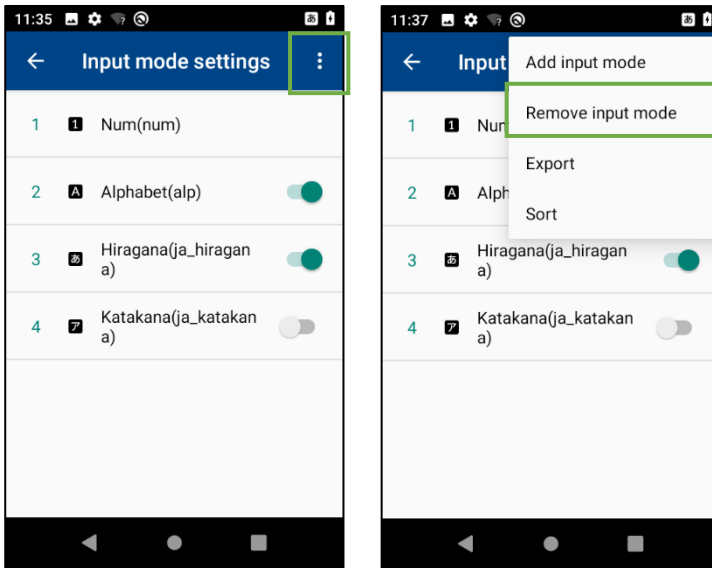 11:35 ? あ
Input mode settings
1 1 Num(num)
2 A Alphabet(alp)
3 あ Hiragana(ja_hiragan
a)
4 ア Katakana(ja_katakan
a)
11:37 ? あ
Input
Add input mode
1 1 Nur
Remove input mode
Export
2 A Alph
Sort
3 あ Hiragana(ja_hiragan
a)
4 ア Katakana(ja_katakan
a)